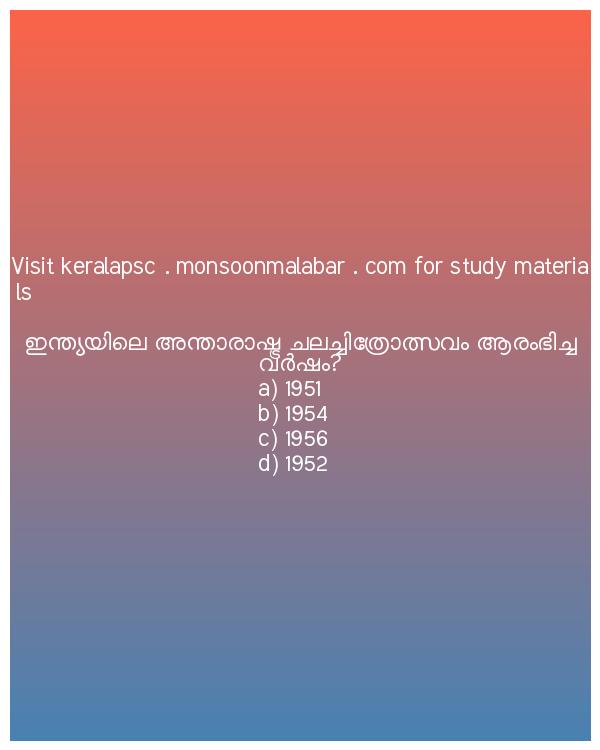 Visit keralapsc . monsoonmalabar . com for study materia
ls
ഇന്ത്യയിലെ അന്താരാഷ്ട്ര ചലച്ചിത്രോത്സവം ആരംഭിച്ച
വർഷം?
a) 1951
b) 1954
c) 1956
d) 1952